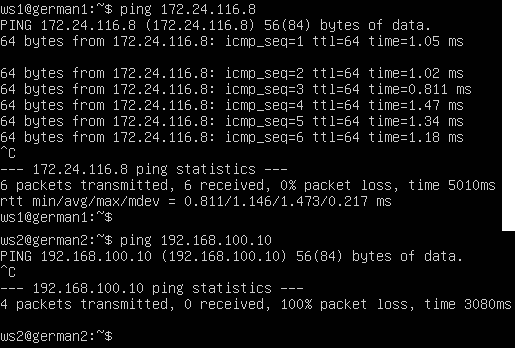 ws1@german1:~$ ping 172.24.116.8
PING 172.24.116.8 (172.24.116.8) 56(84) bytes of data.
64 bytes from 172.24.116.8: icmp_seq=1 ttl=64 time=1.05 ms
64 bytes from 172.24.116.8: icmp_seq=2 ttl=64 time=1.02 ms
64 bytes from 172.24.116.8: icmp_seq=3 ttl=64 time=0.811 ms
64 bytes from 172.24.116.8: icmp_seq=4 ttl=64 time=1.47 ms
64 bytes from 172.24.116.8: icmp_seq=5 ttl=64 time=1.34 ms
64 bytes from 172.24.116.8: icmp_seq=6 ttl=64 time=1.18 ms
^C
--- 172.24.116.8 ping statistics ---
6 packets transmitted, 6 received, 0% packet loss, time 5010ms
rtt min/avg/max/mdev = 0.811/1.146/1.473/0.217 ms
ws1@german1:~$
ws2@german2:~$ ping 192.168.100.10
PING 192.168.100.10 (192.168.100.10) 56(84) bytes of data.
^C
--- 192.168.100.10 ping statistics ---
4 packets transmitted, 0 received, 100% packet loss, time 3080ms
ws2@german2:~$